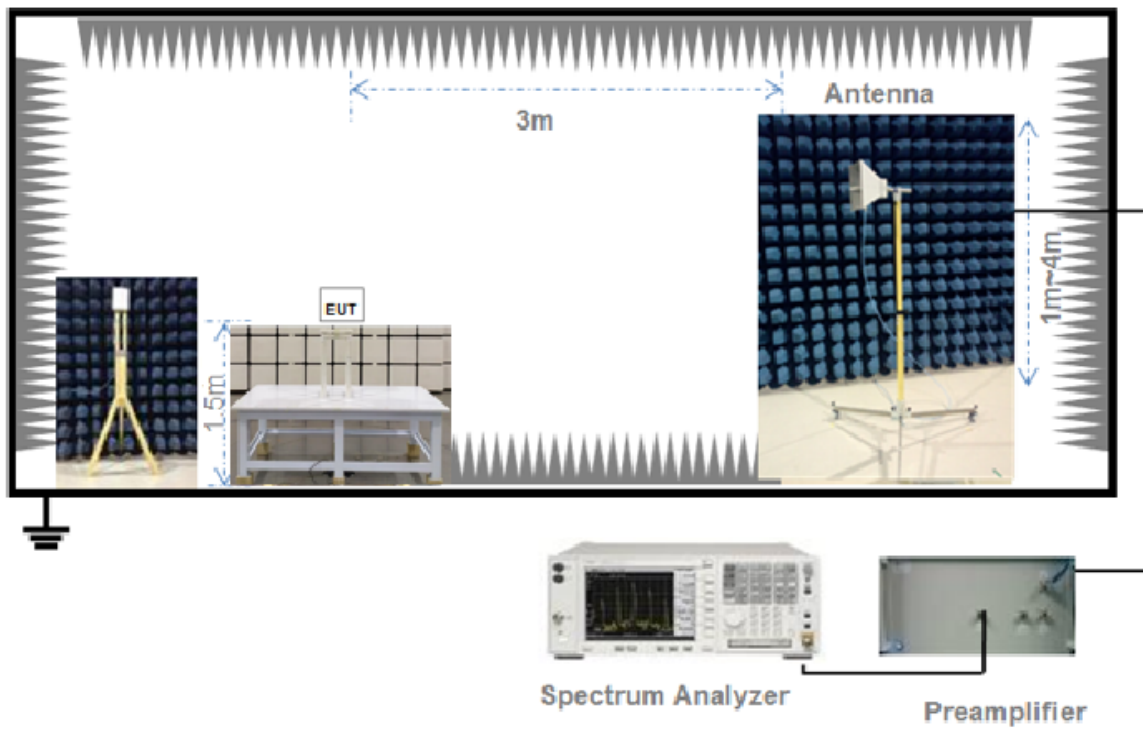 Antenna
3m
1m~4m
EUT
1.5m
Spectrum Analyzer
Preamplifier